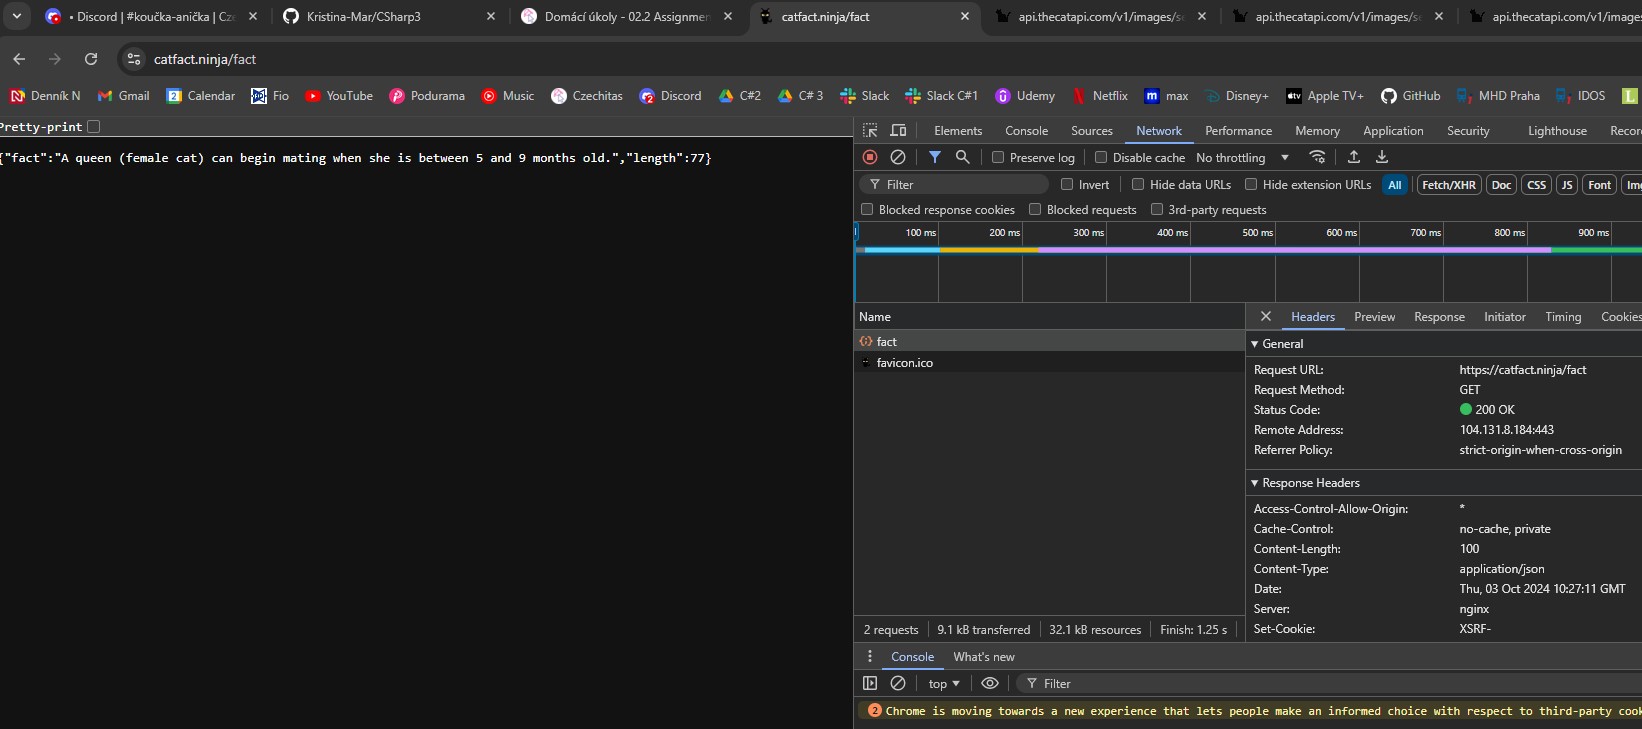 • Discord | #koučka-anička | Cze
Kristina-Mar/CSharp3
Domácí úkoly - 02.2 Assignmen
catfact.ninja/fact
api.thecatapi.com/v1/images/se
api.thecatapi.com/v1/images/se
api.thecatapi.com/v1/images
catfact.ninja/fact
Denník N Gmail Calendar Fio YouTube Podurama Music Czechitas Discord C#2 C# 3 Slack Slack C#1 Udemy Netflix max Disney+ Apple TV+ GitHub MHD Praha IDOS
Pretty-print
{"fact":"A queen (female cat) can begin mating when she is between 5 and 9 months old.","length":77}
Elements Console Sources Network Performance Memory Application Security Lighthouse Recor
Preserve log Disable cache No throttling
Filter Invert Hide data URLs Hide extension URLs All Fetch/XHR Doc CSS JS Font Im
Blocked response cookies Blocked requests 3rd-party requests
100 ms 200 ms 300 ms 400 ms 500 ms 600 ms 700 ms 800 ms 900 ms
Name
fact
favicon.ico
Headers Preview Response Initiator Timing Cookies
General
Request URL: https://catfact.ninja/fact
Request Method: GET
Status Code: 200 OK
Remote Address: 104.131.8.184:443
Referrer Policy: strict-origin-when-cross-origin
Response Headers
Access-Control-Allow-Origin: *
Cache-Control: no-cache, private
Content-Length: 100
Content-Type: application/json
Date: Thu, 03 Oct 2024 10:27:11 GMT
Server: nginx
Set-Cookie: XSRF-
2 requests 9.1 kB transferred 32.1 kB resources Finish: 1.25 s
Console What's new
top Filter
2 Chrome is moving towards a new experience that lets people make an informed choice with respect to third-party cook